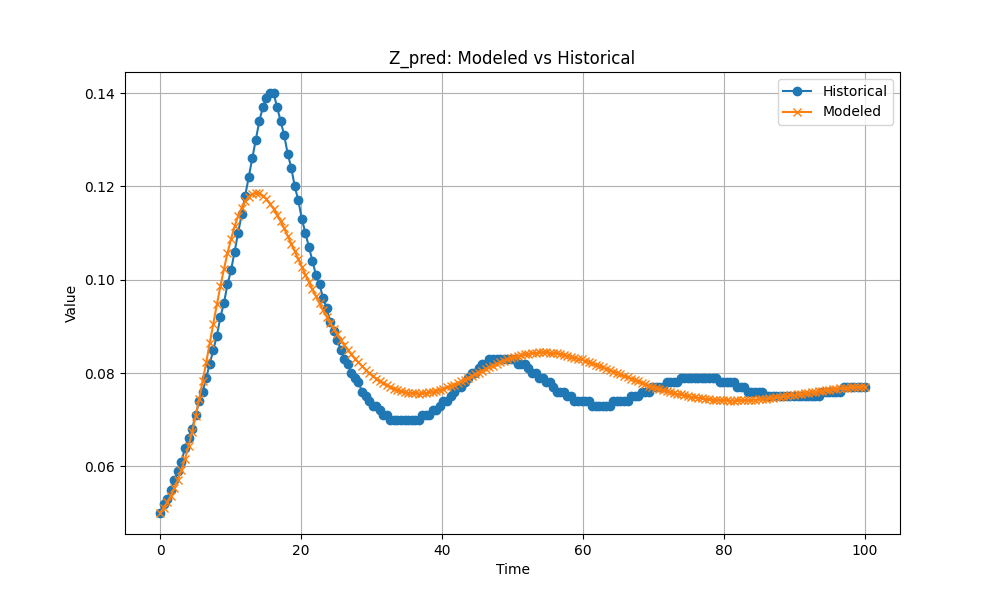 Z_pred: Modeled vs Historical
Historical
Modeled
0.14
0.12
0.10
0.08
0.06
Value
0 20 40 60 80 100
Time